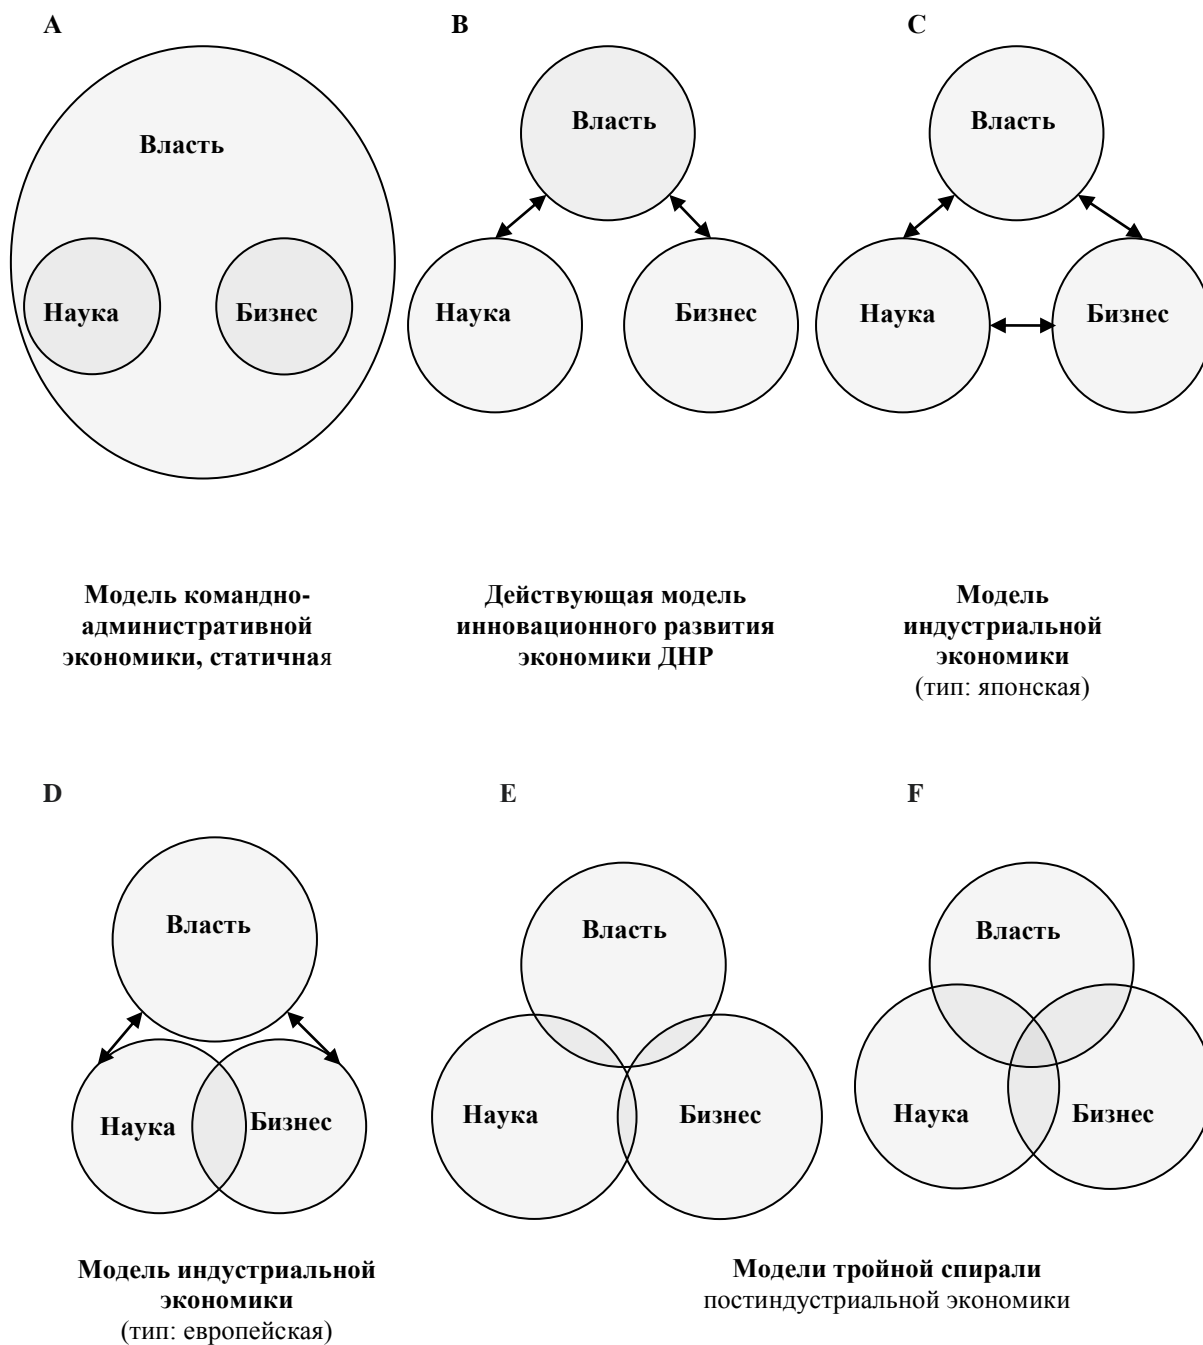 A
B
C
Власть
Власть
Власть
Наука
Бизнес
Наука
Бизнес
Наука
Бизнес
Модель командно-
административной
экономики, статичная
Действующая модель
инновационного развития
экономики ДНР
Модель
индустриальной
экономики
(тип: японская)
D
E
F
Власть
Власть
Власть
Наука
Бизнес
Наука
Бизнес
Наука
Бизнес
Модель индустриальной
экономики
(тип: европейская)
Модели тройной спирали
постиндустриальной экономики